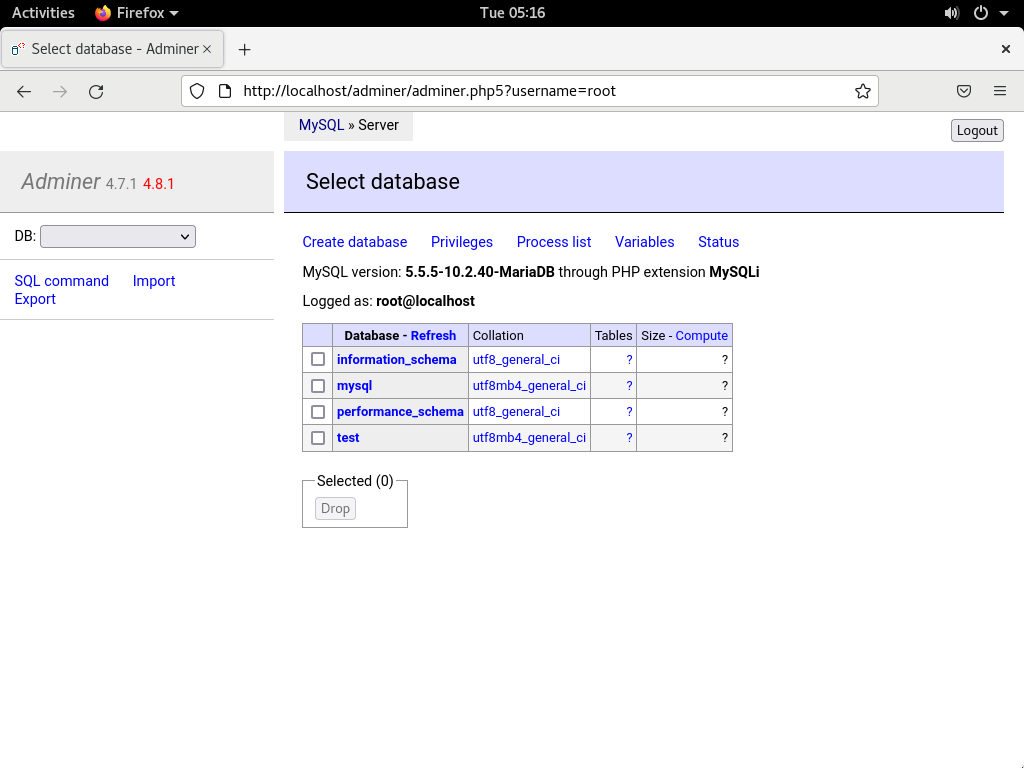 Activities Firefox Tue 05:16
Select database - Adminer
http://localhost/adminer/adminer.php5?username=root
MySQL » Server Logout
Adminer 4.7.1 4.8.1
Select database
DB:
SQL command Import
Export
Create database Privileges Process list Variables Status
MySQL version: 5.5.5-10.2.40-MariaDB through PHP extension MySQLi
Logged as: root@localhost
Database - Refresh Collation Tables Size - Compute
information_schema utf8_general_ci ? ?
mysql utf8mb4_general_ci ? ?
performance_schema utf8_general_ci ? ?
test utf8mb4_general_ci ? ?
Selected (0)
Drop